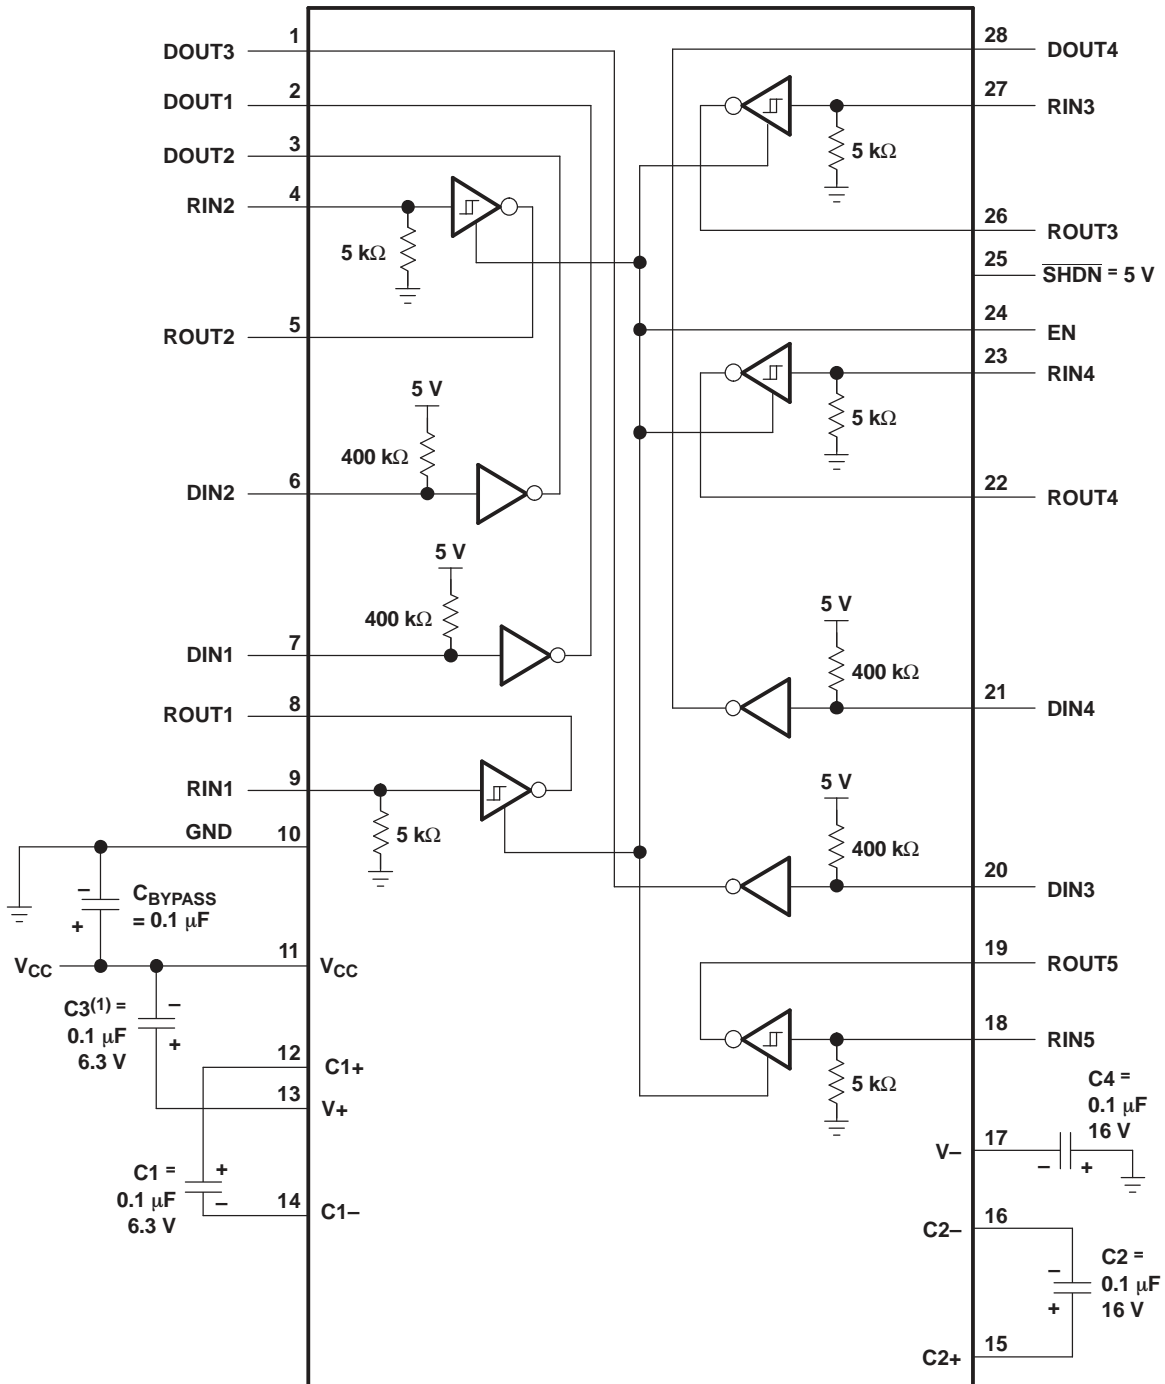 1
DOUT3
2
DOUT1
3
DOUT2
4
RIN2
5 kΩ
5
ROUT2
5 V
400 kΩ
6
DIN2
5 V
400 kΩ
7
DIN1
8
ROUT1
9
RIN1
5 kΩ
GND
10
–
CBYPASS
= 0.1 μF
+
11
VCC
VCC
C3(1) =
0.1 μF
6.3 V
–
+
12
C1+
13
V+
C1 =
0.1 μF
6.3 V
+
–
14
C1–
28
DOUT4
27
RIN3
5 kΩ
26
ROUT3
25
SHDN = 5 V
24
EN
23
RIN4
5 kΩ
22
ROUT4
5 V
400 kΩ
21
DIN4
5 V
400 kΩ
20
DIN3
19
ROUT5
18
RIN5
5 kΩ
C4 =
0.1 μF
16 V
17
V–
–
+
16
C2–
–
C2 =
0.1 μF
16 V
+
15
C2+